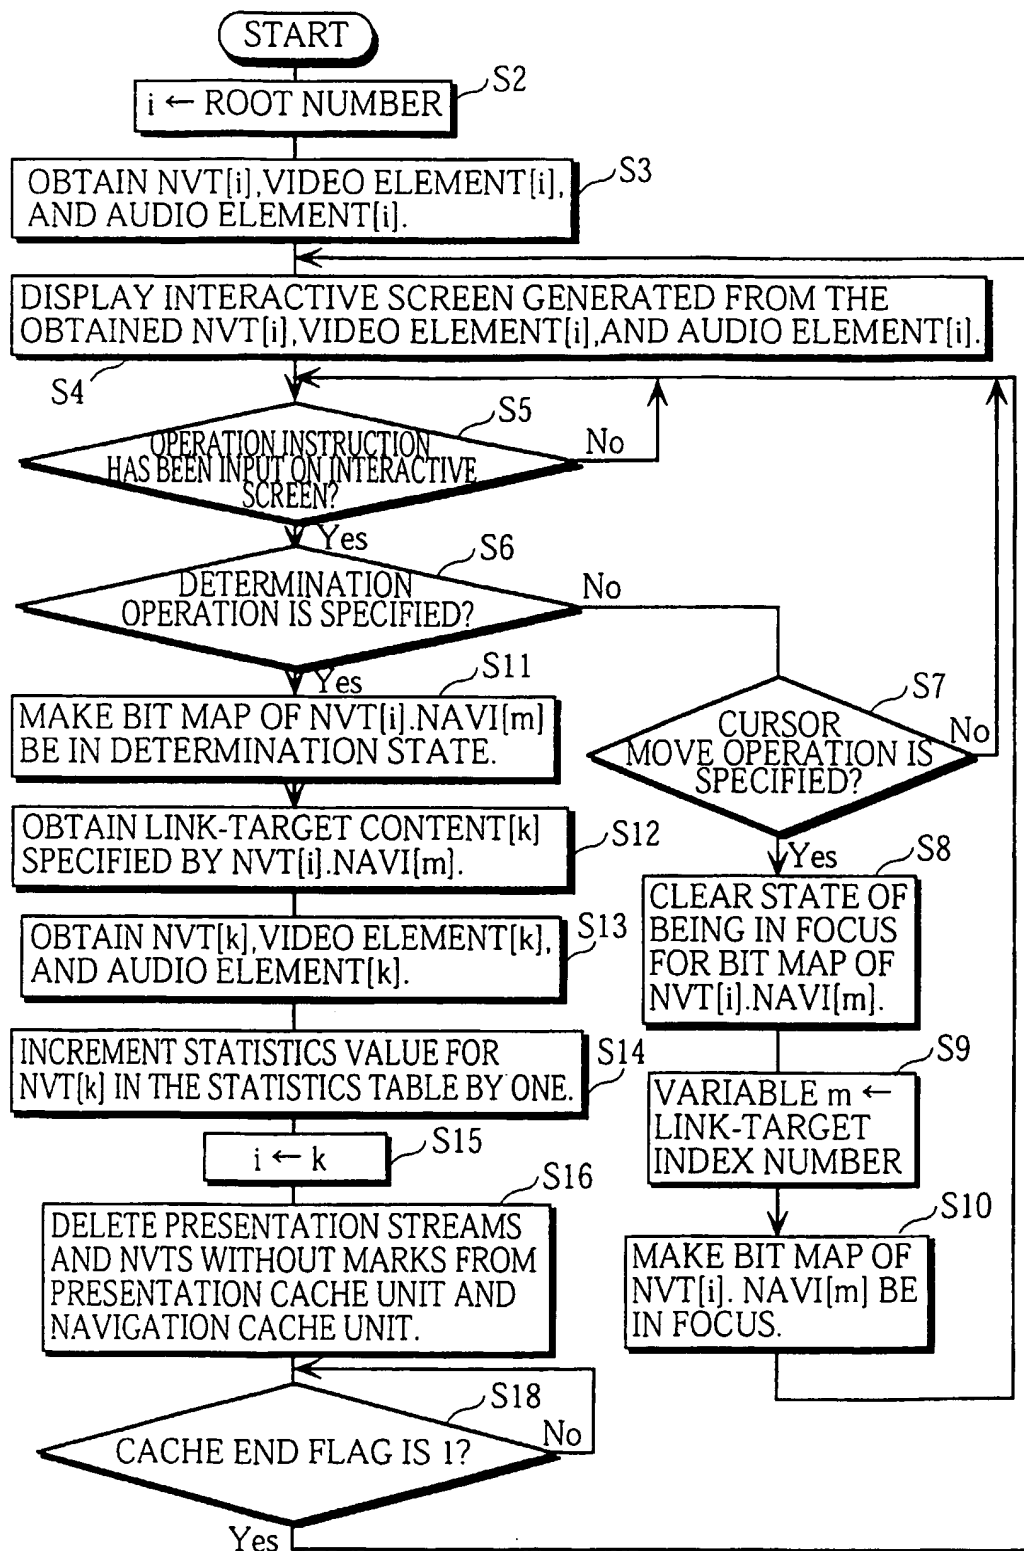 START
S2
i ← ROOT NUMBER
S3
OBTAIN NVT[i],VIDEO ELEMENT[i],
AND AUDIO ELEMENT[i].
DISPLAY INTERACTIVE SCREEN GENERATED FROM THE
OBTAINED NVT[i],VIDEO ELEMENT[i],AND AUDIO ELEMENT[i].
S4
S5
OPERATION INSTRUCTION
HAS BEEN INPUT ON INTERACTIVE
SCREEN?
No
Yes
S6
DETERMINATION
OPERATION IS SPECIFIED?
No
Yes
S11
MAKE BIT MAP OF NVT[i].NAVI[m]
BE IN DETERMINATION STATE.
S7
CURSOR
MOVE OPERATION IS
SPECIFIED?
No
Yes
OBTAIN LINK-TARGET CONTENT[k]
SPECIFIED BY NVT[i].NAVI[m].
S12
S8
CLEAR STATE OF
BEING IN FOCUS
FOR BIT MAP OF
NVT[i].NAVI[m].
OBTAIN NVT[k],VIDEO ELEMENT[k],
AND AUDIO ELEMENT[k].
S13
INCREMENT STATISTICS VALUE FOR
NVT[k] IN THE STATISTICS TABLE BY ONE.
S14
S9
VARIABLE m ←
LINK-TARGET
INDEX NUMBER
i ← k
S15
S16
DELETE PRESENTATION STREAMS
AND NVTS WITHOUT MARKS FROM
PRESENTATION CACHE UNIT AND
NAVIGATION CACHE UNIT.
S10
MAKE BIT MAP OF
NVT[i]. NAVI[m] BE
IN FOCUS.
S18
CACHE END FLAG IS 1?
No
Yes